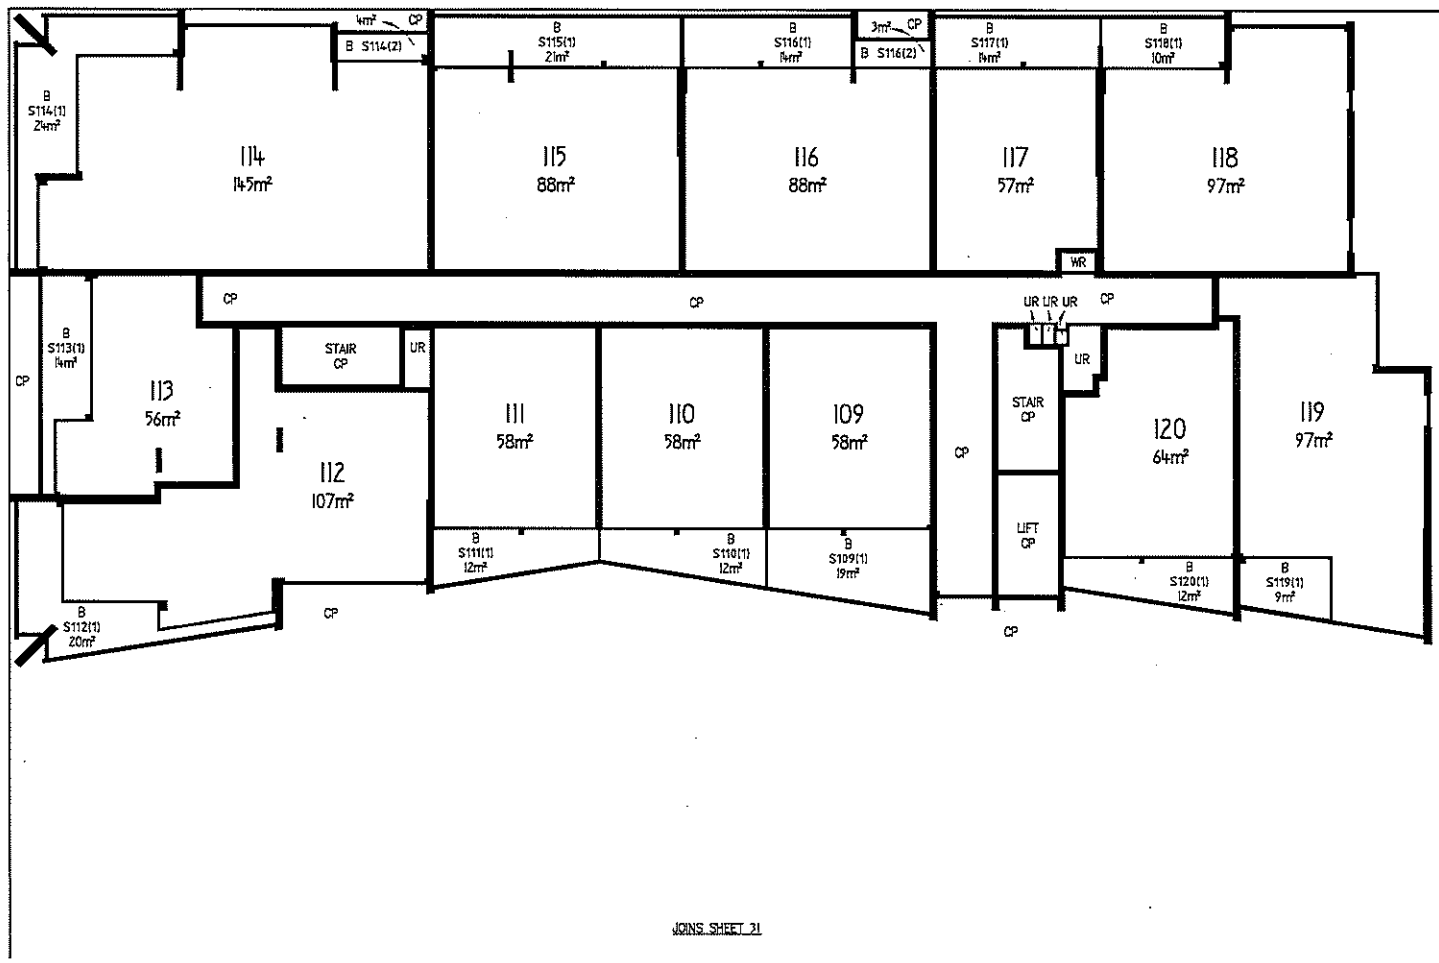 4m²
CP
B S114(2)
B
S115(1)
21m²
B
S116(1)
14m²
3m²
CP
B S116(2)
B
S117(1)
14m²
B
S118(1)
10m²
B
S114(1)
24m²
114
145m²
115
88m²
116
88m²
117
57m²
118
97m²
WR
CP
CP
UR UR UR
CP
B
S113(1)
14m²
CP
113
56m²
STAIR
CP
UR
112
107m²
111
58m²
110
58m²
109
58m²
CP
STAIR
CP
LIFT
CP
UR
120
64m²
119
97m²
B
S111(1)
12m²
B
S110(1)
12m²
B
S109(1)
19m²
B
S120(1)
12m²
B
S119(1)
9m²
B
S112(1)
20m²
CP
CP
JOINS SHEET 31